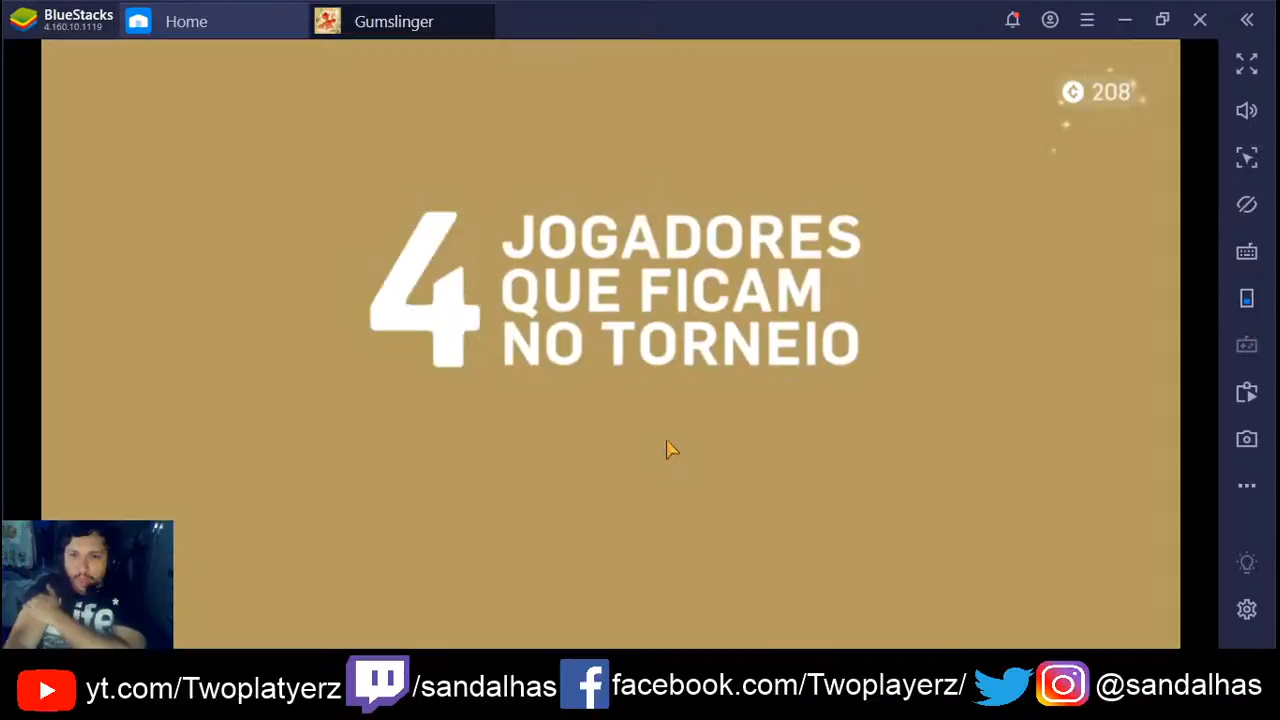 BlueStacks
4.160.10.1119
Home
Gumslinger
208
4 JOGADORES
QUE FICAM
NO TORNEIO
ife*
yt.com/Twoplatyerz
/sandalhas
facebook.com/Twoplayerz/
@sandalhas